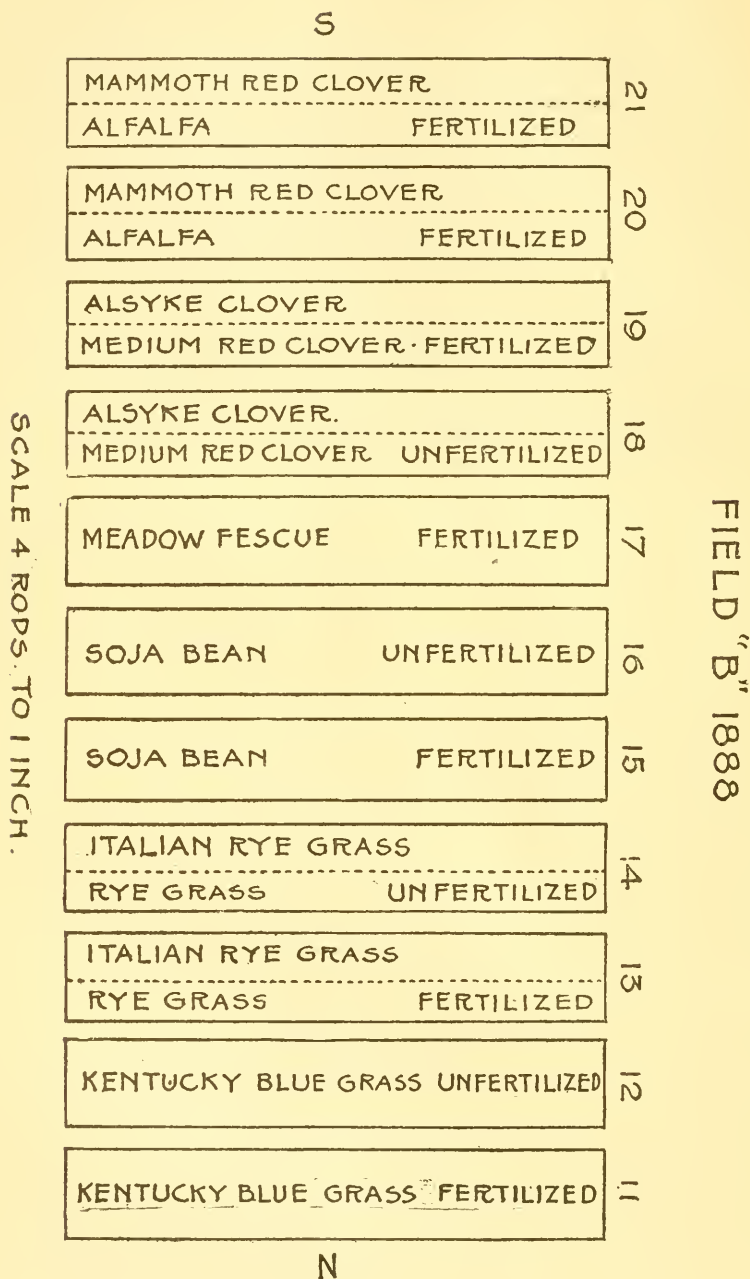 S
MAMMOTH RED CLOVER
ALFALFA FERTILIZED
21
MAMMOTH RED CLOVER
ALFALFA FERTILIZED
20
ALSYKE CLOVER
MEDIUM RED CLOVER · FERTILIZED
19
ALSYKE CLOVER.
MEDIUM RED CLOVER UNFERTILIZED
18
MEADOW FESCUE FERTILIZED
17
SOJA BEAN UNFERTILIZED
16
SOJA BEAN FERTILIZED
15
ITALIAN RYE GRASS
RYE GRASS UNFERTILIZED
14
ITALIAN RYE GRASS
RYE GRASS FERTILIZED
13
KENTUCKY BLUE GRASS UNFERTILIZED
12
KENTUCKY BLUE GRASS FERTILIZED
11
N
SCALE 4 RODS. TO 1 INCH.
FIELD "B" 1888